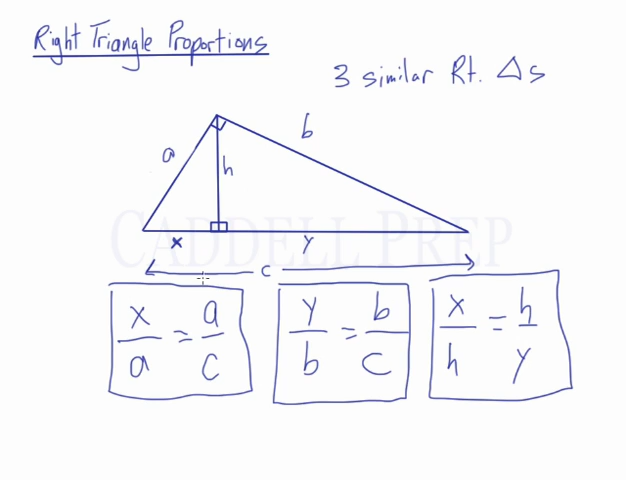 Right Triangle Proportions
3 similar Rt. △s
a
b
h
x
y
c
CADDELL PREP
x/a = a/c
y/b = b/c
x/h = h/y